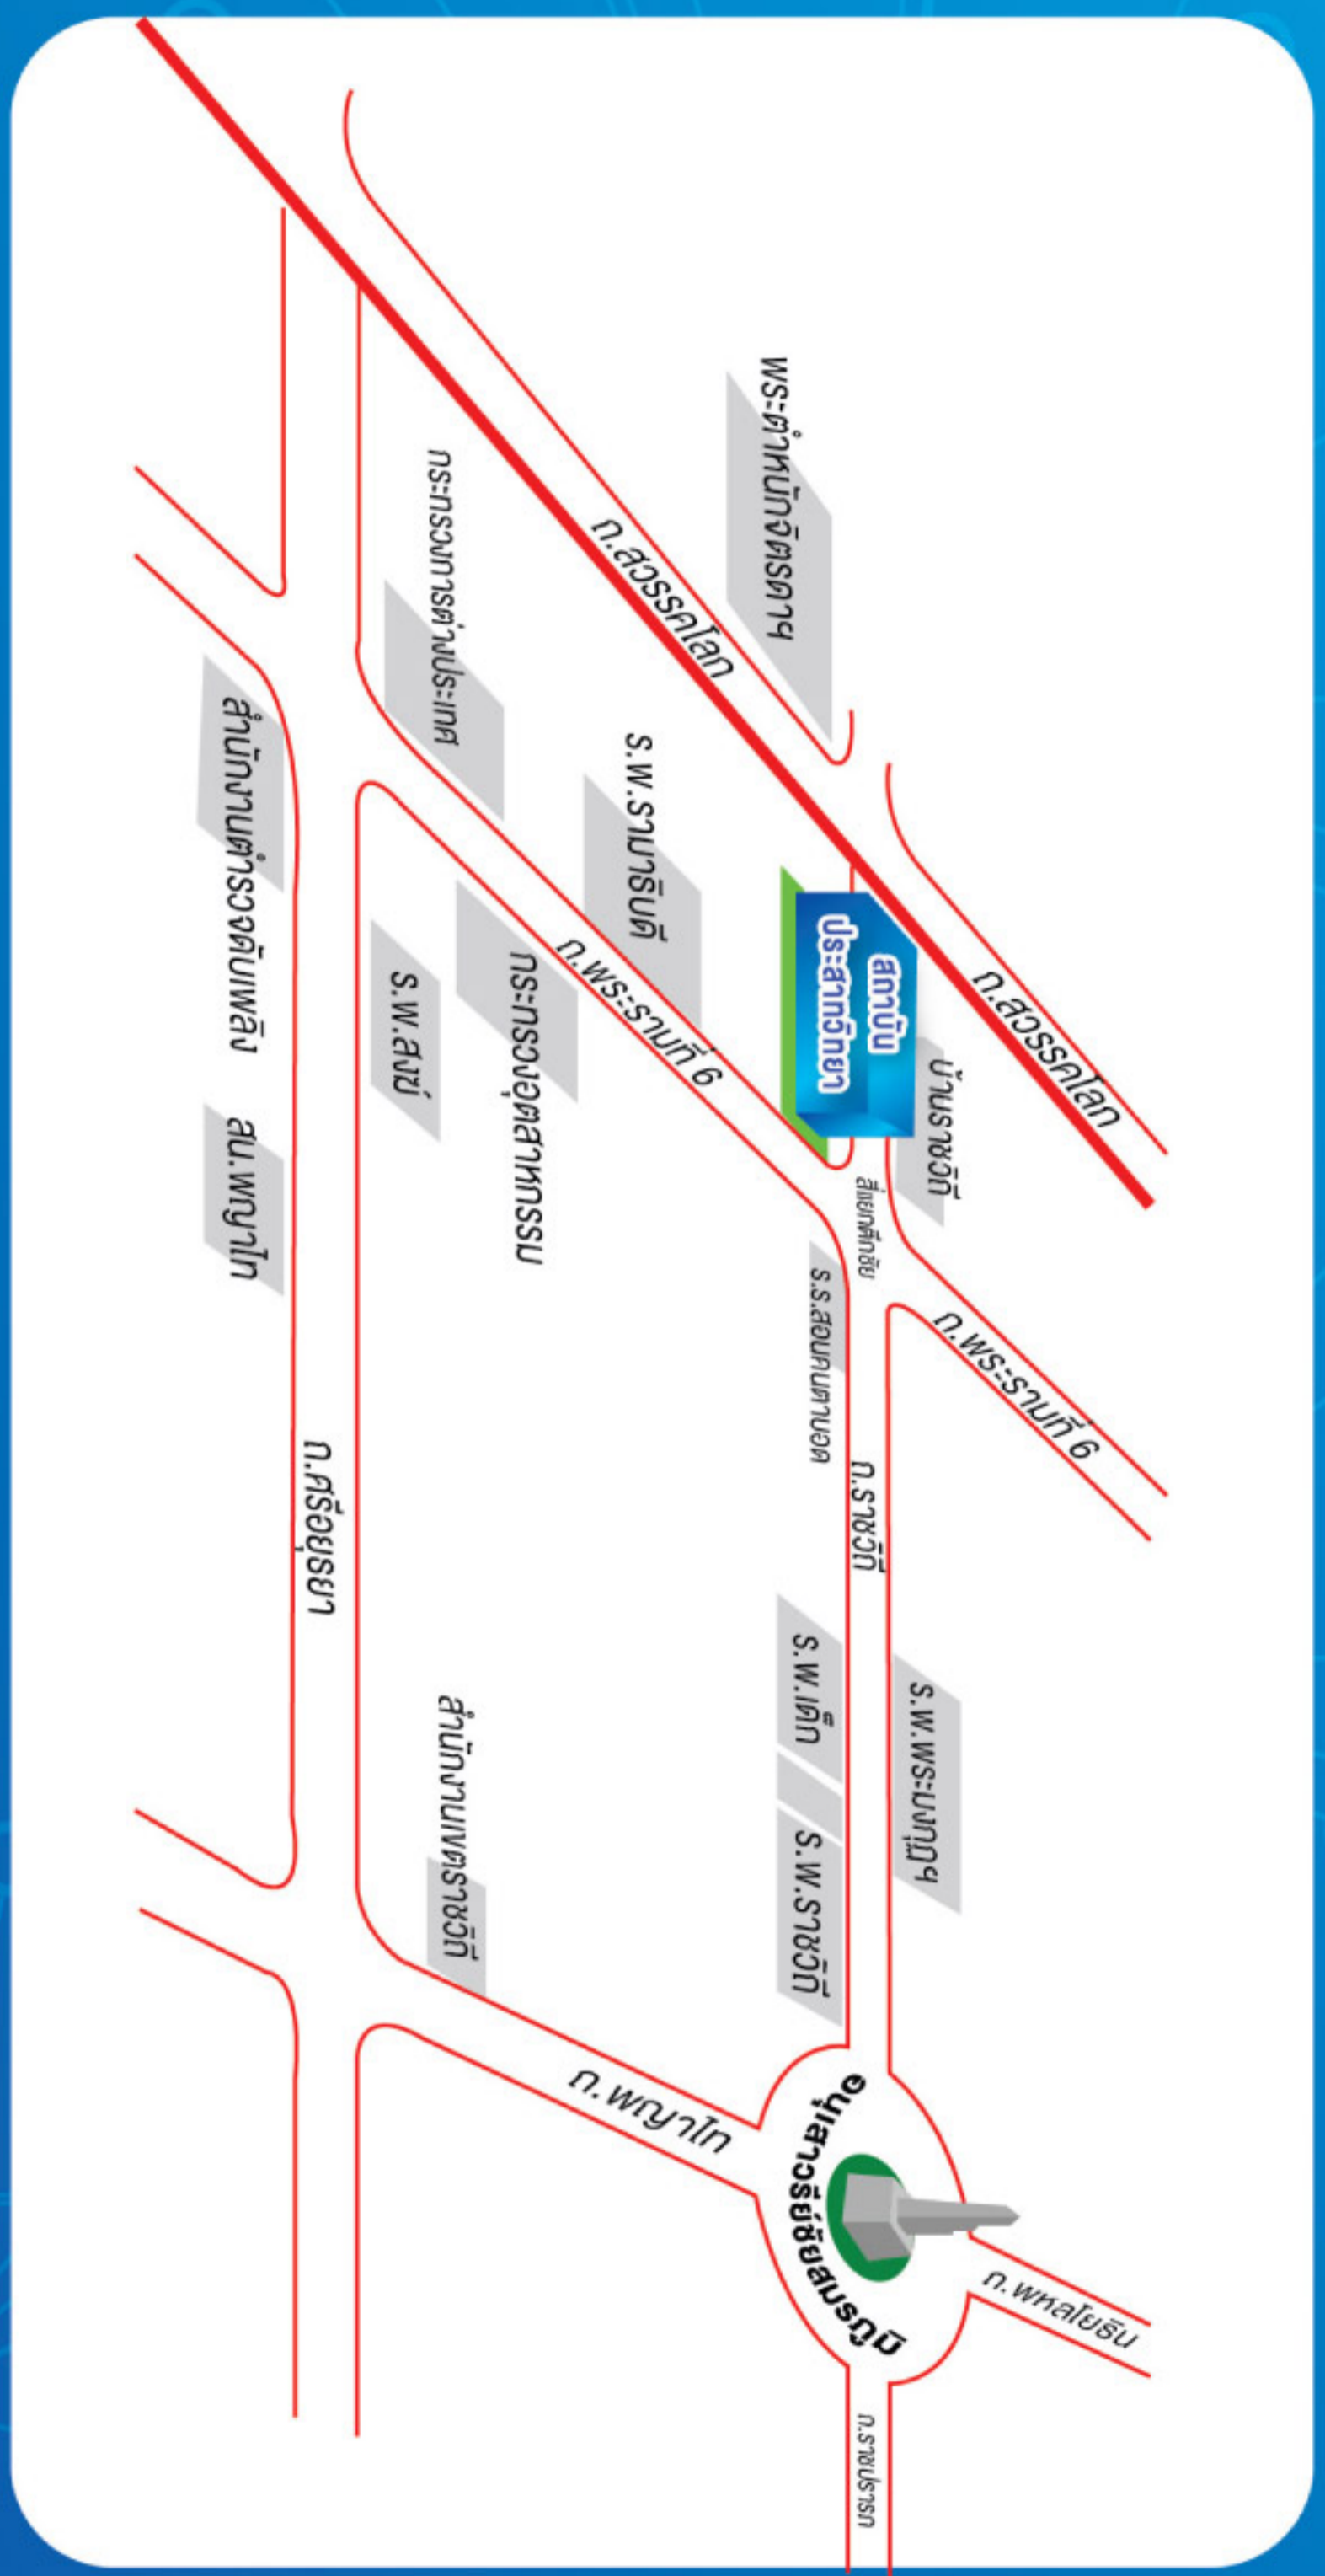 ถ.สวรรคโลก
ถ.พระรามที่ 6
ถ.พหลโยธิน
บ้านราชวิถี
ร.พ.พระมงกุฎฯ
สถาบัน
ประสาทวิทยา
สี่แยกตึกชัย
ถ.ราชวิถี
ถ.ราชปรารภ
พระตำหนักจิตรดาฯ
ร.ร.สอนคนตาบอด
ร.พ.เด็ก
ร.พ.ราชวิถี
อนุเสาวรีย์ชัยสมรภูมิ
ถ.สวรรคโลก
ร.พ.รามาธิบดี
ถ.พระรามที่ 6
ถ.พญาไท
กระทรวงการต่างประเทศ
กระทรวงอุตสาหกรรม
ร.พ.สงฆ์
สำนักงานเขตราชวิถี
ถ.ศรีอยุธยา
สำนักงานตำรวจดับเพลิง
สน.พญาไท